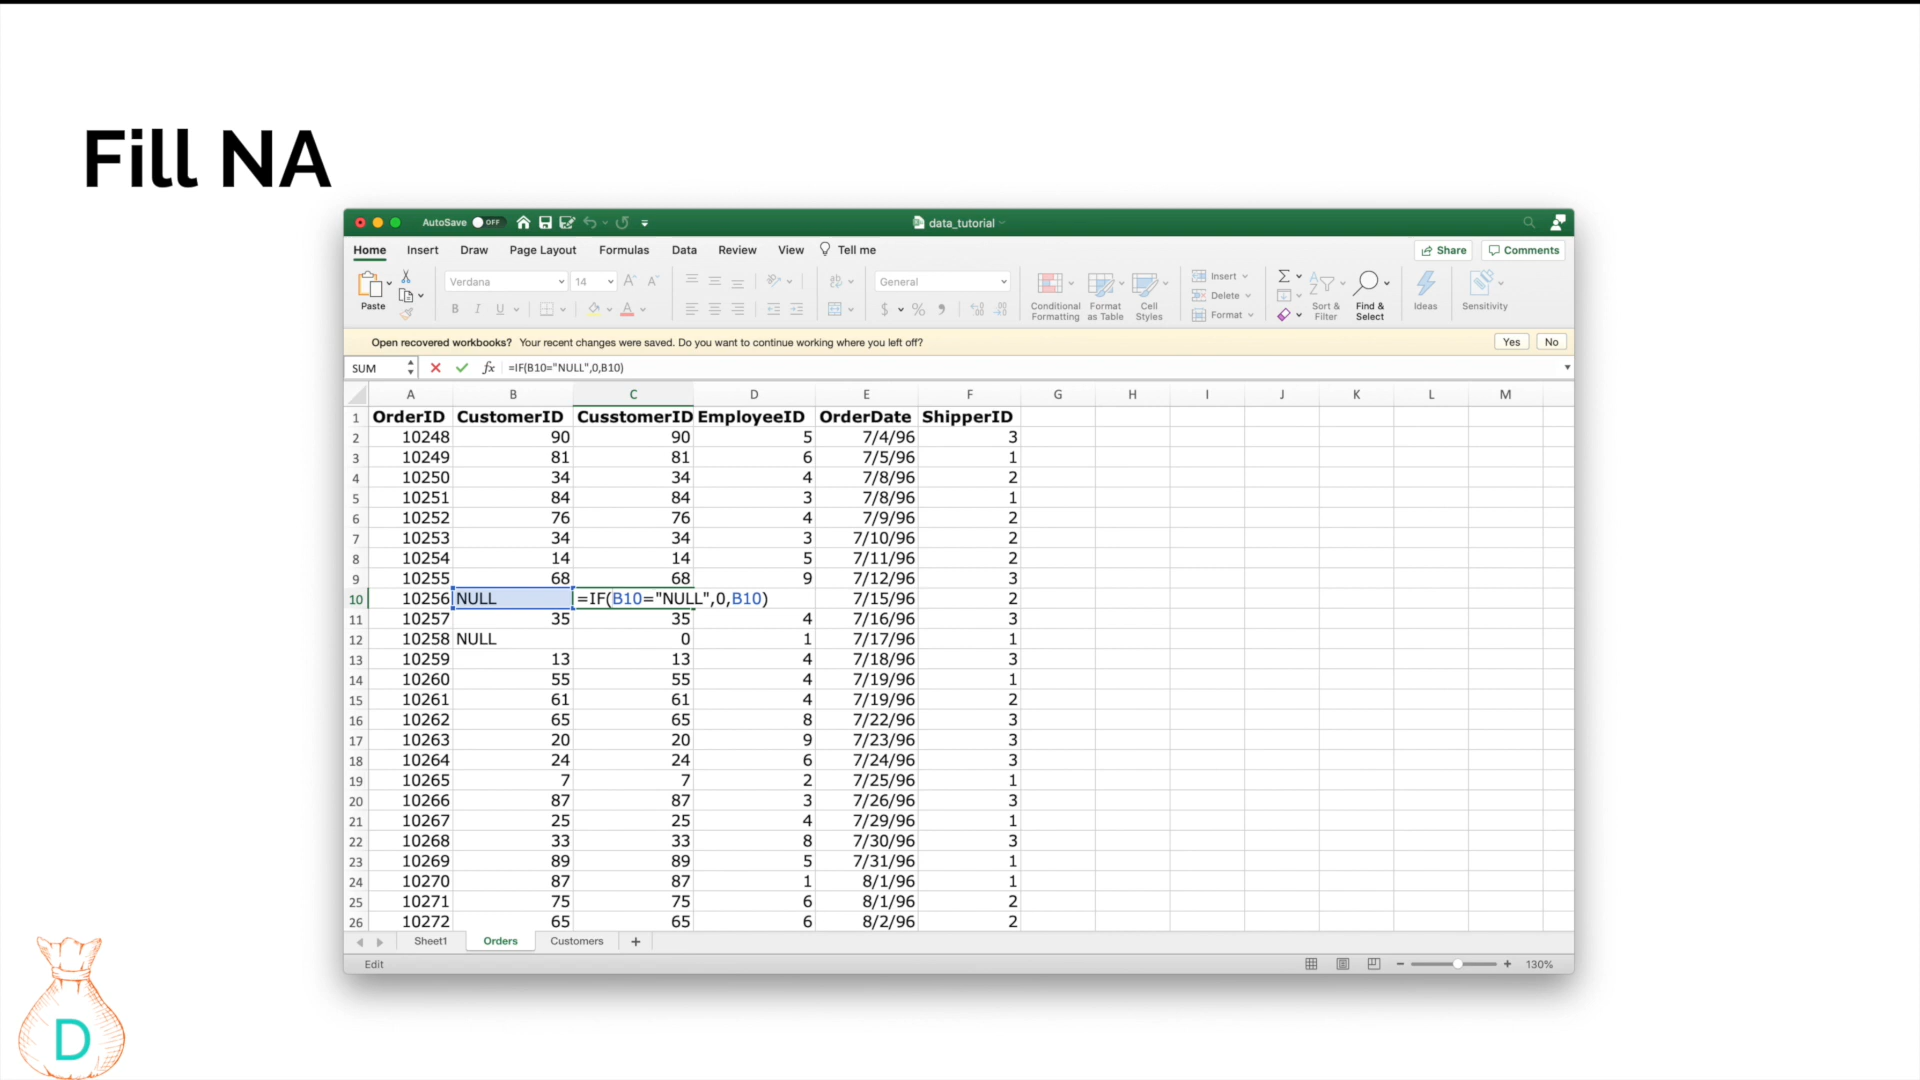 Fill NA
AutoSave OFF
data_tutorial
Home Insert Draw Page Layout Formulas Data Review View Tell me
Share Comments
Paste
Verdana 14
General
$ % ,
B I U
Conditional Formatting
Format as Table
Cell Styles
Insert
Delete
Format
Sort & Filter
Find & Select
Ideas
Sensitivity
Open recovered workbooks? Your recent changes were saved. Do you want to continue working where you left off? Yes No
SUM fx =IF(B10="NULL",0,B10)
A B C D E F G H I J K L M
1 OrderID CustomerID CusstomerID EmployeeID OrderDate ShipperID
2 10248 90 90 5 7/4/96 3
3 10249 81 81 6 7/5/96 1
4 10250 34 34 4 7/8/96 2
5 10251 84 84 3 7/8/96 1
6 10252 76 76 4 7/9/96 2
7 10253 34 34 3 7/10/96 2
8 10254 14 14 5 7/11/96 2
9 10255 68 68 9 7/12/96 3
10 10256 NULL =IF(B10="NULL",0,B10) 7/15/96 2
11 10257 35 35 4 7/16/96 3
12 10258 NULL 0 1 7/17/96 1
13 10259 13 13 4 7/18/96 3
14 10260 55 55 4 7/19/96 1
15 10261 61 61 4 7/19/96 2
16 10262 65 65 8 7/22/96 3
17 10263 20 20 9 7/23/96 3
18 10264 24 24 6 7/24/96 3
19 10265 7 7 2 7/25/96 1
20 10266 87 87 3 7/26/96 3
21 10267 25 25 4 7/29/96 1
22 10268 33 33 8 7/30/96 3
23 10269 89 89 5 7/31/96 1
24 10270 87 87 1 8/1/96 1
25 10271 75 75 6 8/1/96 2
26 10272 65 65 6 8/2/96 2
Sheet1 Orders Customers +
Edit
130%
D